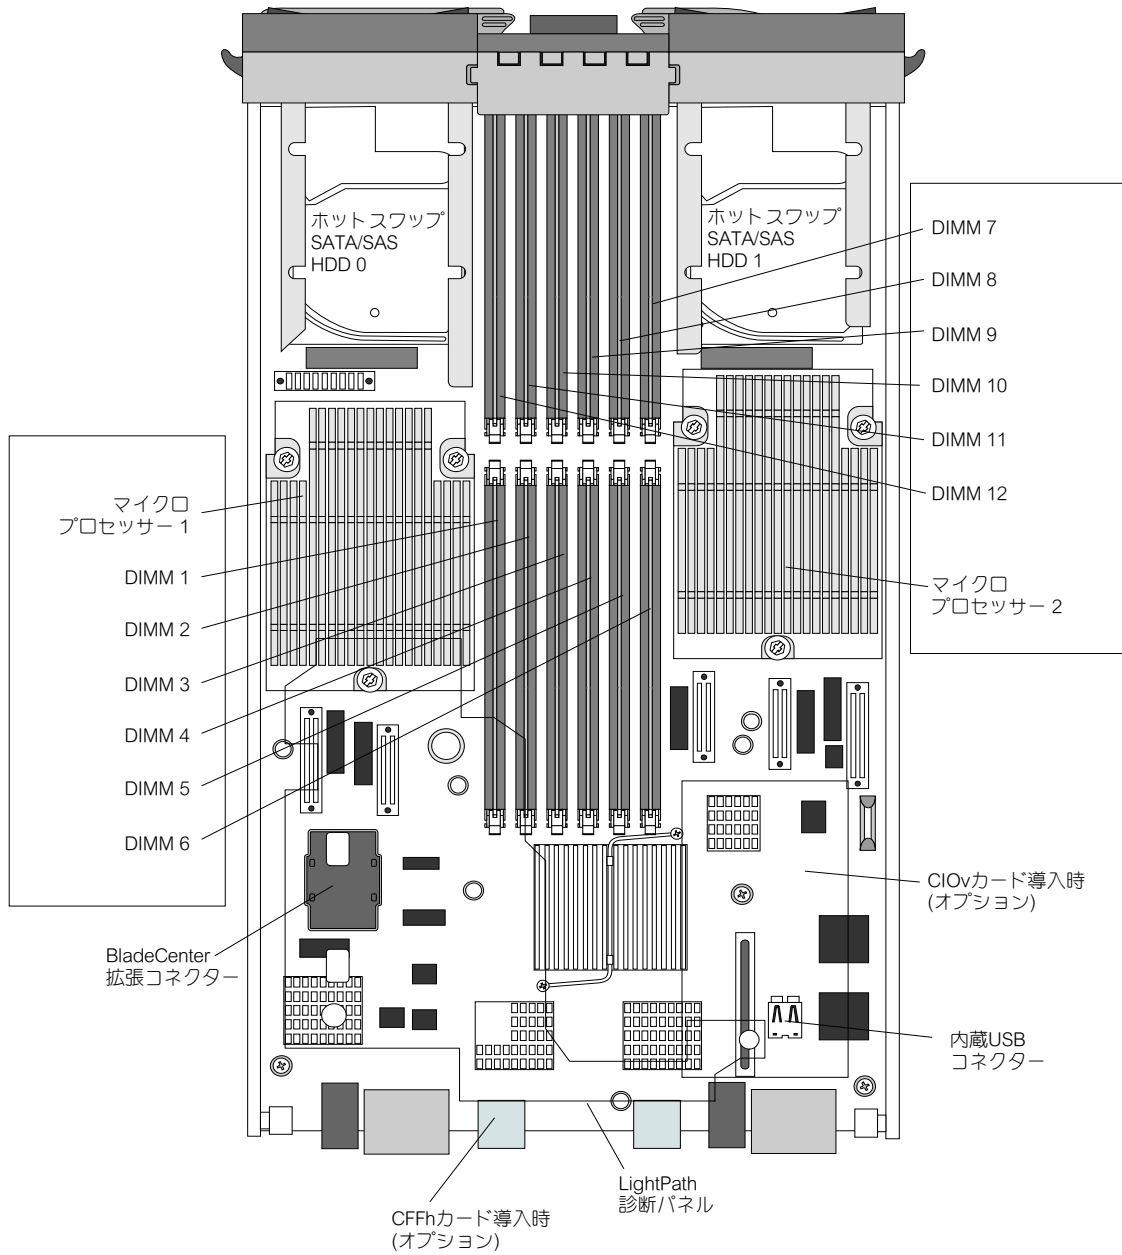 ホットスワップ
SATA/SAS
HDD 0
ホットスワップ
SATA/SAS
HDD 1
DIMM 7
DIMM 8
DIMM 9
DIMM 10
DIMM 11
DIMM 12
マイクロ
プロセッサー 2
マイクロ
プロセッサー 1
DIMM 1
DIMM 2
DIMM 3
DIMM 4
DIMM 5
DIMM 6
BladeCenter
拡張コネクター
CIOvカード導入時
(オプション)
内蔵USB
コネクター
LightPath
診断パネル
CFFhカード導入時
(オプション)